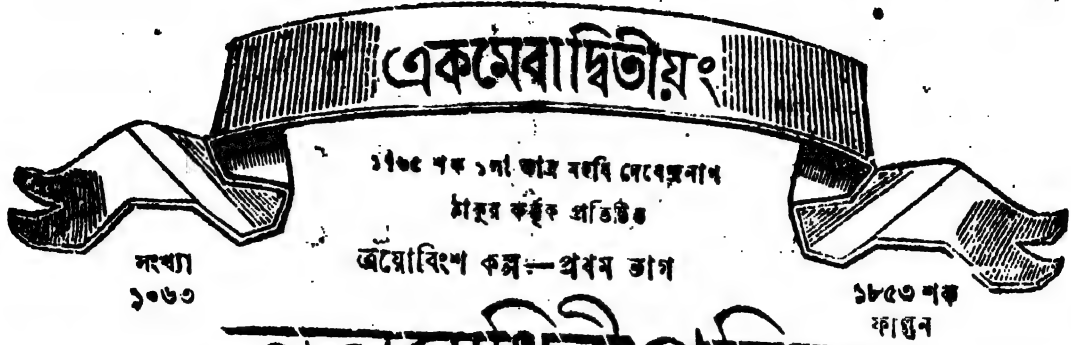 একমেবাদ্বিতীয়ং
১৭৬৫ শক ১লা ভাদ্র মহর্ষি দেবেন্দ্রনাথ
ঠাকুর কর্ত্তৃক প্রতিষ্ঠিত
ত্রয়োবিংশ কল্প—প্রথম ভাগ
সংখ্যা
১০৬৩
১৮৫৩ শক
ফাল্গুন